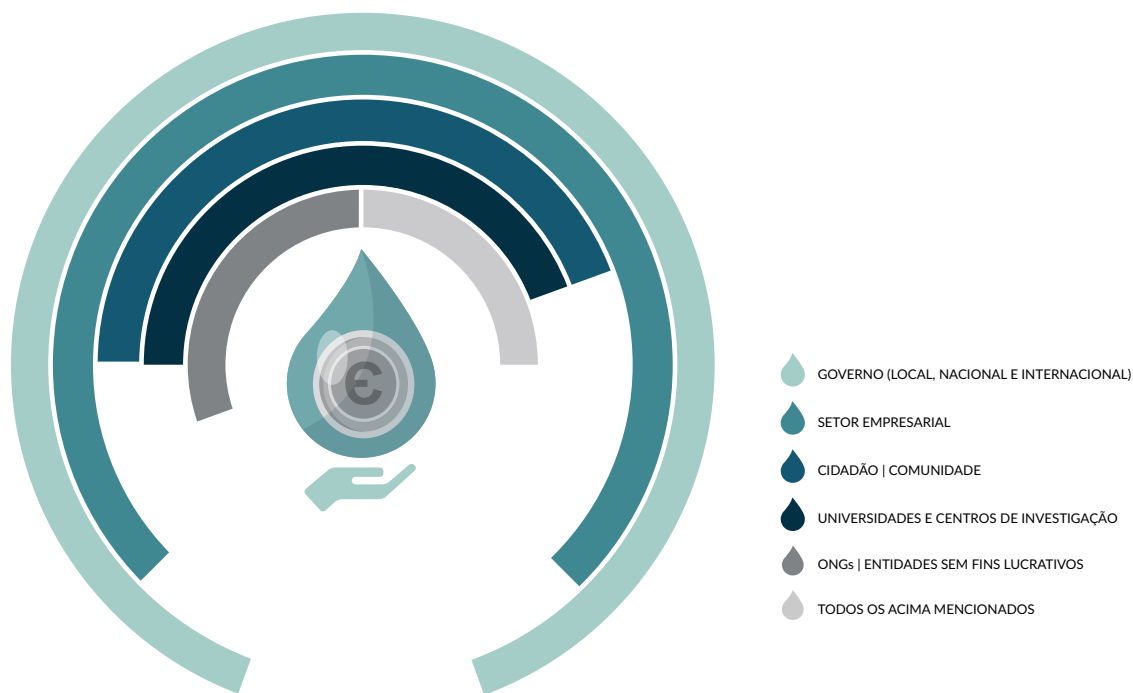 Є
GOVERNO (LOCAL, NACIONAL E INTERNACIONAL)
SETOR EMPRESARIAL
CIDADÃO | COMUNIDADE
UNIVERSIDADES E CENTROS DE INVESTIGAÇÃO
ONGs | ENTIDADES SEM FINS LUCRATIVOS
TODOS OS ACIMA MENCIONADOS